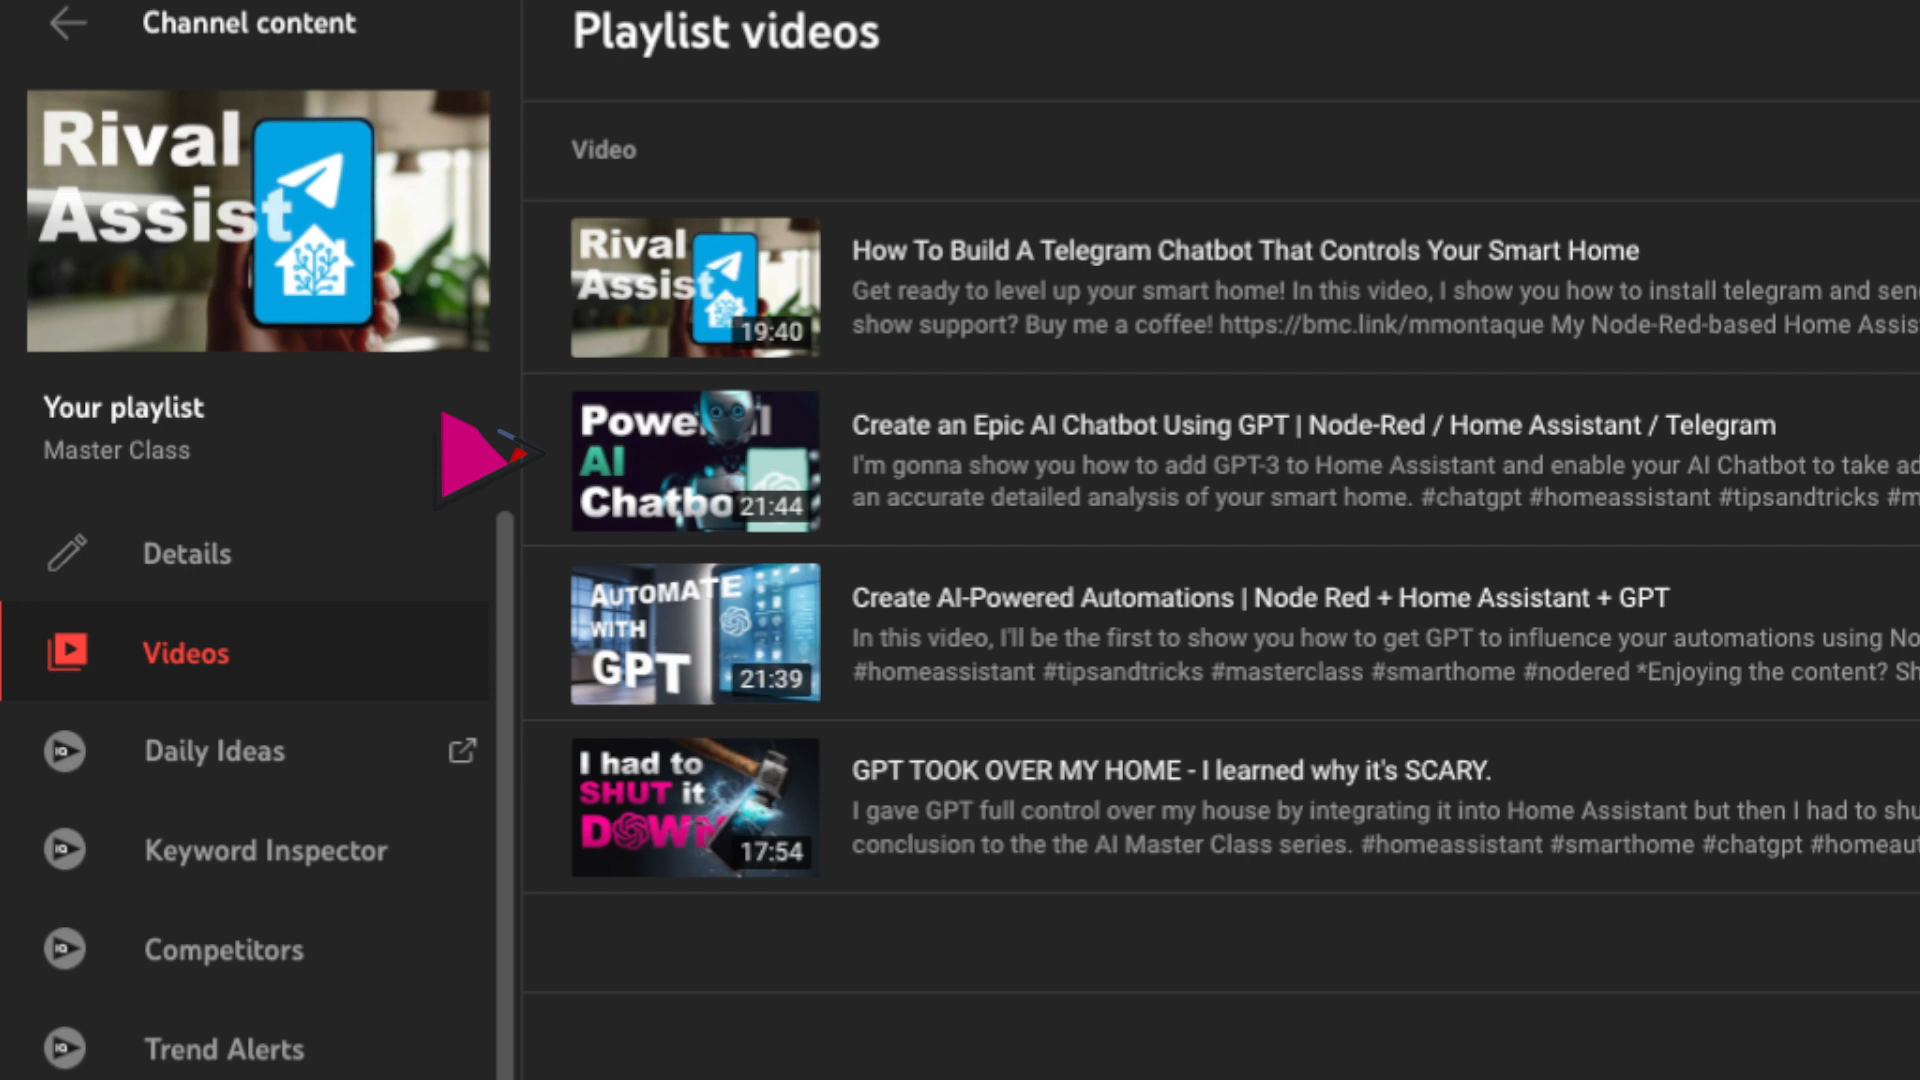 Channel content
Rival
Assist
Your playlist
Master Class
Details
Videos
Daily Ideas
Keyword Inspector
Competitors
Trend Alerts
Playlist videos
Video
Rival
Assist
19:40
How To Build A Telegram Chatbot That Controls Your Smart Home
Get ready to level up your smart home! In this video, I show you how to install telegram and
show support? Buy me a coffee! https://bmc.link/mmontaque My Node-Red-based Home
AI
21:44
Create an Epic AI Chatbot Using GPT | Node-Red / Home Assistant / Telegram
I'm gonna show you how to add GPT-3 to Home Assistant and enable your AI Chatbot to take
an accurate detailed analysis of your smart home. #chatgpt #homeassistant #tipsandtricks
AUTOMATE
WITH
GPT
21:39
Create AI-Powered Automations | Node Red + Home Assistant + GPT
In this video, I'll be the first to show you how to get GPT to influence your automations using
#homeassistant #tipsandtricks #masterclass #smarthome #nodered *Enjoying the content?
I had to
SHUT it
DOWN
17:54
GPT TOOK OVER MY HOME - I learned why it's SCARY.
I gave GPT full control over my house by integrating it into Home Assistant but then I had to
conclusion to the the AI Master Class series. #homeassistant #smarthome #chatgpt